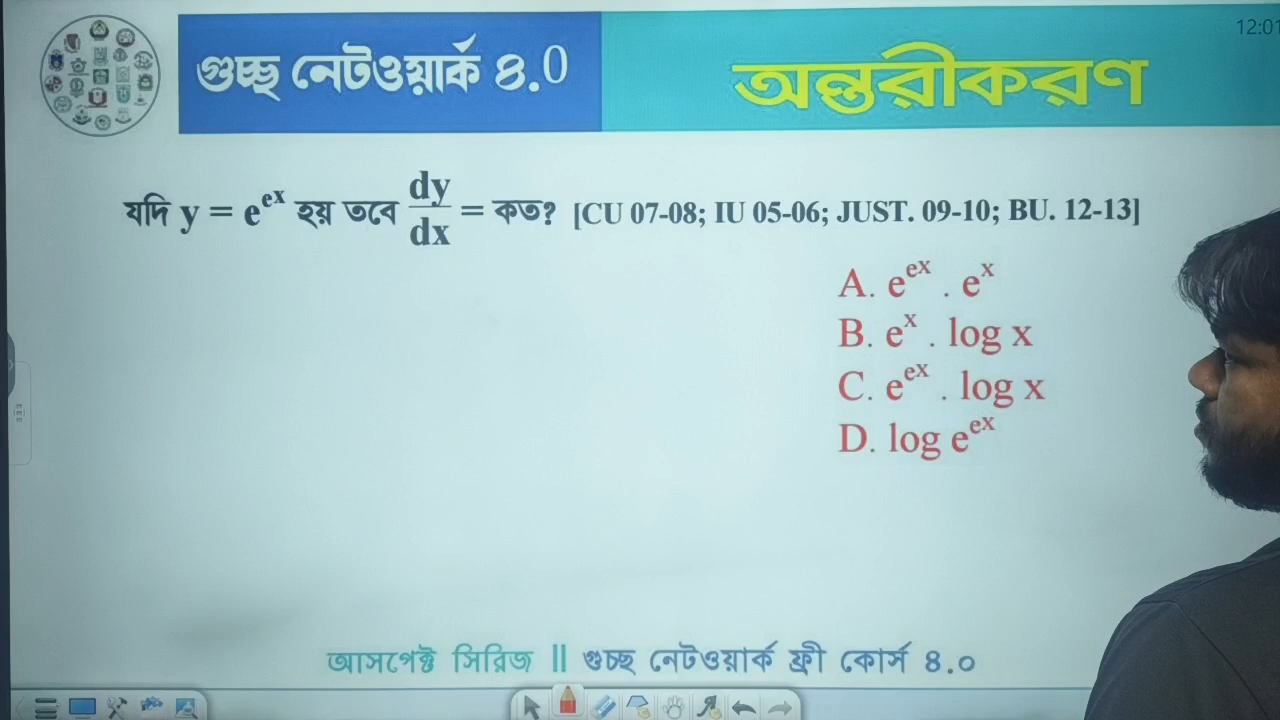 12:01
গুচ্ছ নেটওয়ার্ক ৪.0
অন্তরীকরণ
যদি y = e^{e^x} হয় তবে dy/dx = কত? [CU 07-08; IU 05-06; JUST. 09-10; BU. 12-13]
A. e^{e^x} . e^x
B. e^x . log x
C. e^{e^x} . log x
D. log e^{e^x}
আসপেক্ট সিরিজ || গুচ্ছ নেটওয়ার্ক ফ্রী কোর্স ৪.০